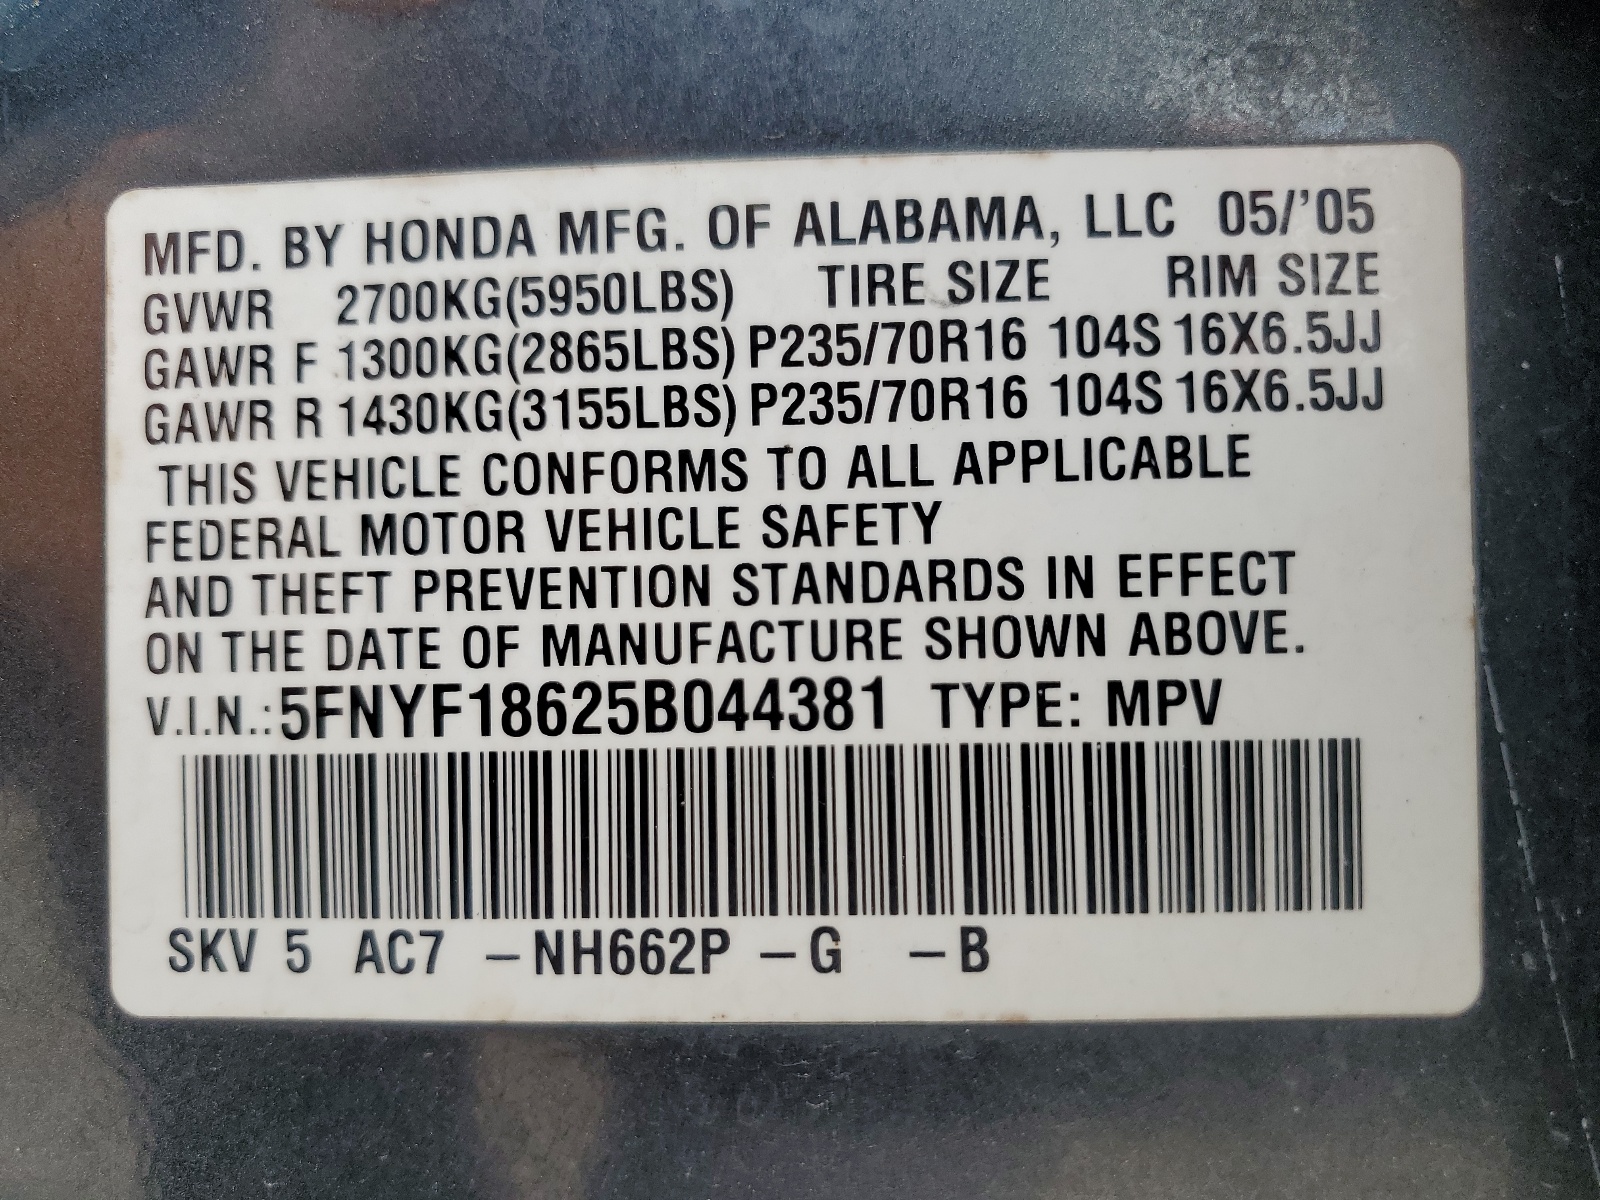 MFD. BY HONDA MFG. OF ALABAMA, LLC 05/'05
GVWR 2700KG(5950LBS) TIRE SIZE RIM SIZE
GAWR F 1300KG(2865LBS) P235/70R16 104S 16X6.5JJ
GAWR R 1430KG(3155LBS) P235/70R16 104S 16X6.5JJ
THIS VEHICLE CONFORMS TO ALL APPLICABLE
FEDERAL MOTOR VEHICLE SAFETY
AND THEFT PREVENTION STANDARDS IN EFFECT
ON THE DATE OF MANUFACTURE SHOWN ABOVE.
V.I.N.:5FNYF18625B044381 TYPE: MPV
SKV 5 AC7 –NH662P –G –B